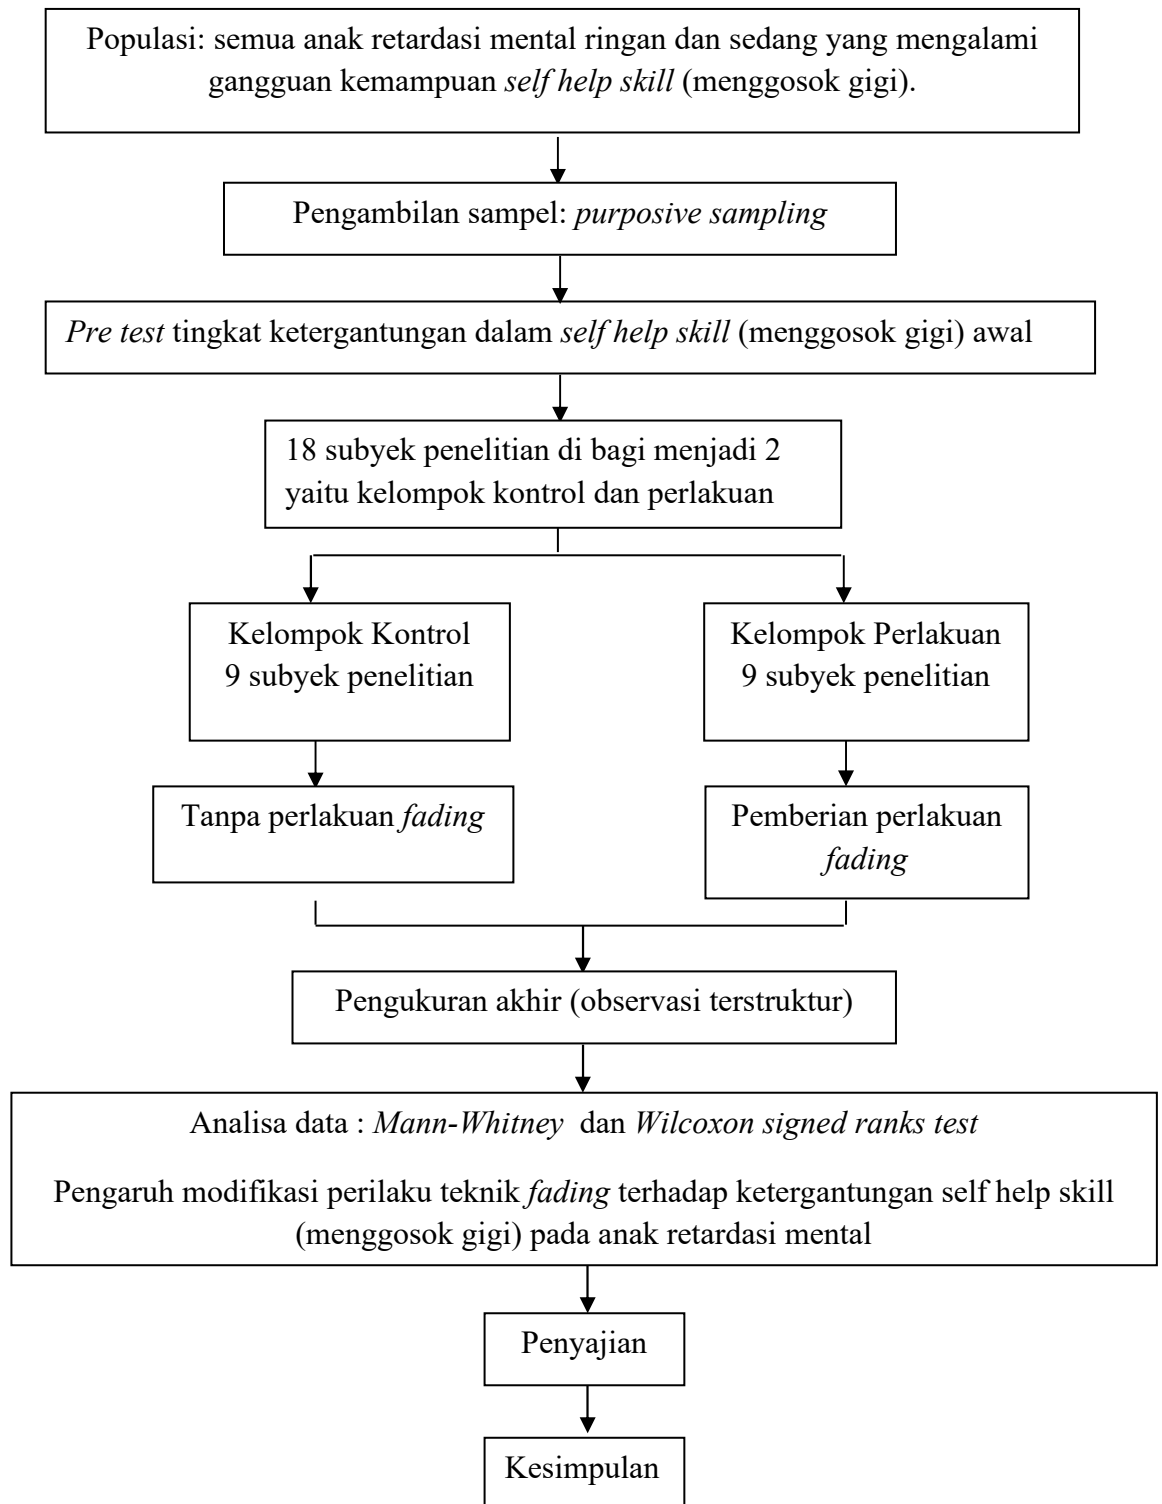 Populasi: semua anak retardasi mental ringan dan sedang yang mengalami
gangguan kemampuan self help skill (menggosok gigi).
Pengambilan sampel: purposive sampling
Pre test tingkat ketergantungan dalam self help skill (menggosok gigi) awal
18 subyek penelitian di bagi menjadi 2
yaitu kelompok kontrol dan perlakuan
Kelompok Kontrol
9 subyek penelitian
Kelompok Perlakuan
9 subyek penelitian
Tanpa perlakuan fading
Pemberian perlakuan
fading
Pengukuran akhir (observasi terstruktur)
Analisa data : Mann-Whitney dan Wilcoxon signed ranks test
Pengaruh modifikasi perilaku teknik fading terhadap ketergantungan self help skill
(menggosok gigi) pada anak retardasi mental
Penyajian
Kesimpulan